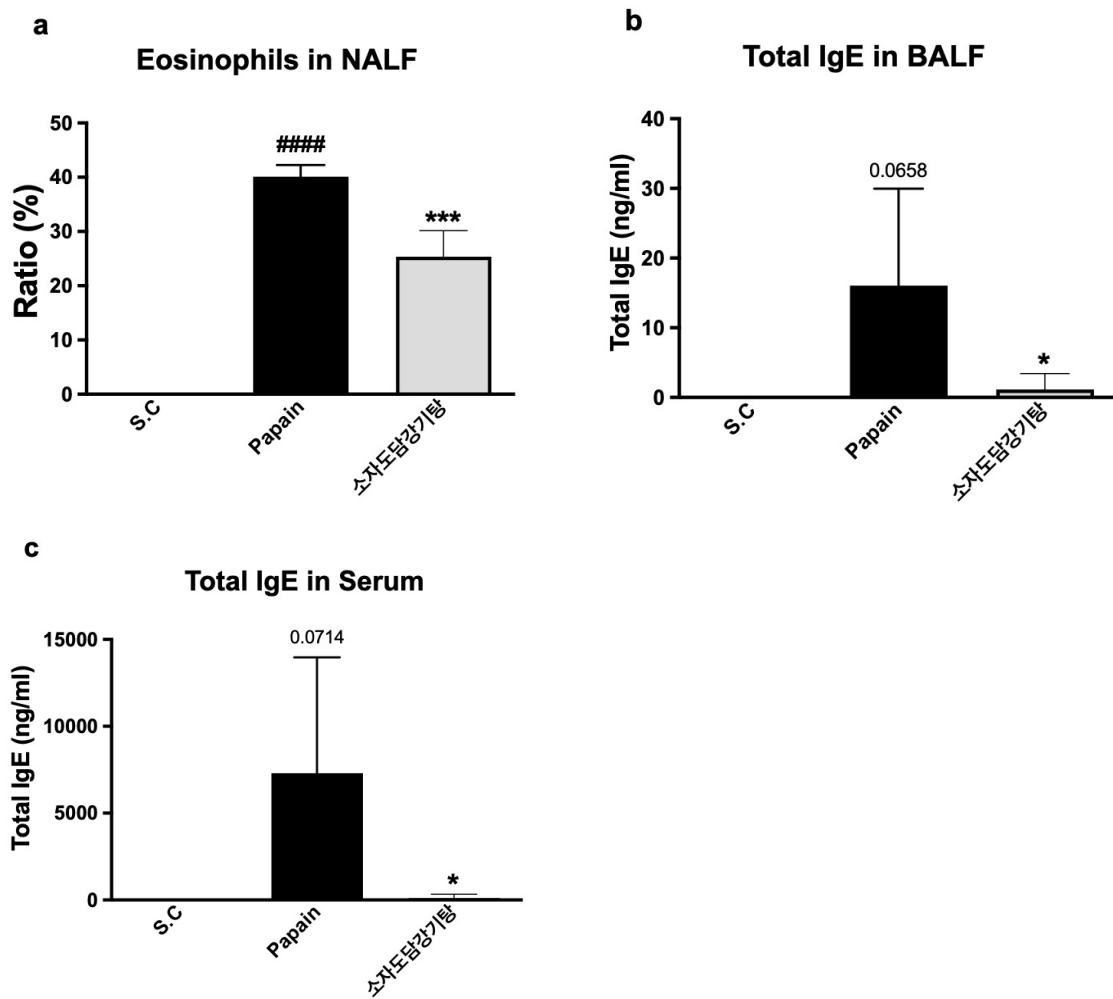 a
Eosinophils in NALF
Ratio (%)
50
40
30
20
10
0
####
***
S.C
Papain
소자도담강기탕
b
Total IgE in BALF
Total IgE (ng/ml)
40
30
20
10
0
0.0658
*
S.C
Papain
소자도담강기탕
c
Total IgE in Serum
Total IgE (ng/ml)
15000
10000
5000
0
0.0714
*
S.C
Papain
소자도담강기탕